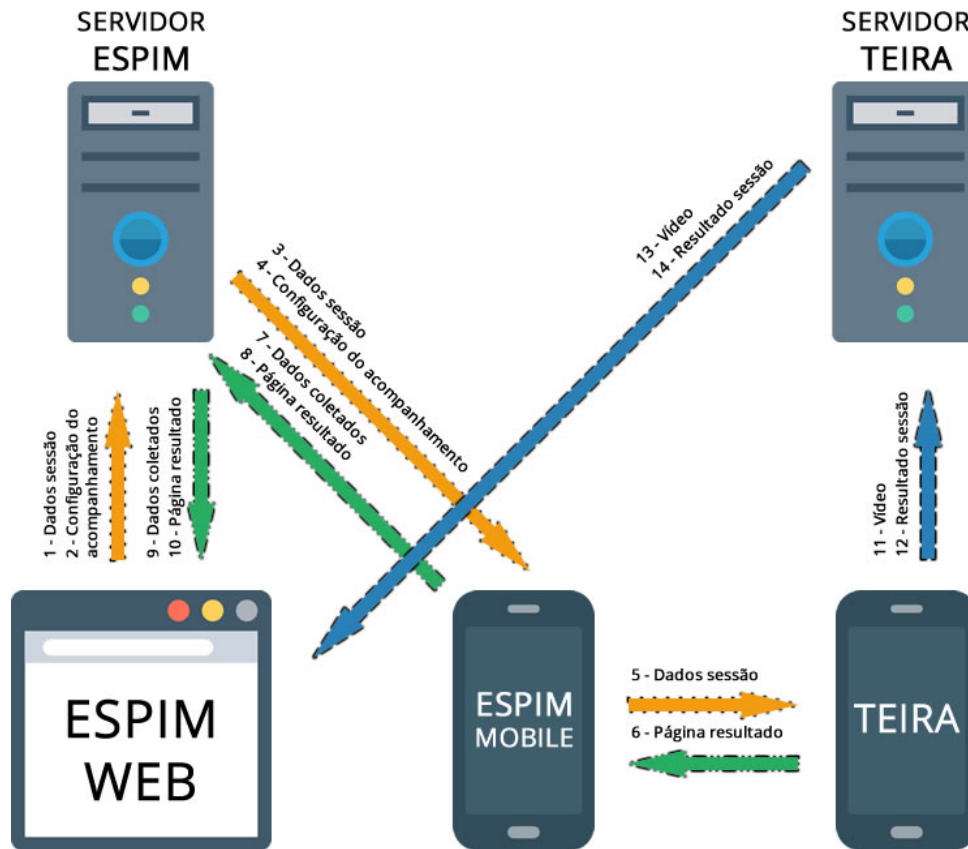 SERVIDOR
ESPIM
SERVIDOR
TEIRA
13 - Vídeo
14 - Resultado sessão
3 - Dados sessão
4 - Configuração do acompanhamento
7 - Dados coletados
8 - Página resultado
1 - Dados sessão
2 - Configuração do
acompanhamento
9 - Dados coletados
10 - Página resultado
11 - Vídeo
12 - Resultado sessão
ESPIM
WEB
ESPIM
MOBILE
5 - Dados sessão
6 - Página resultado
TEIRA